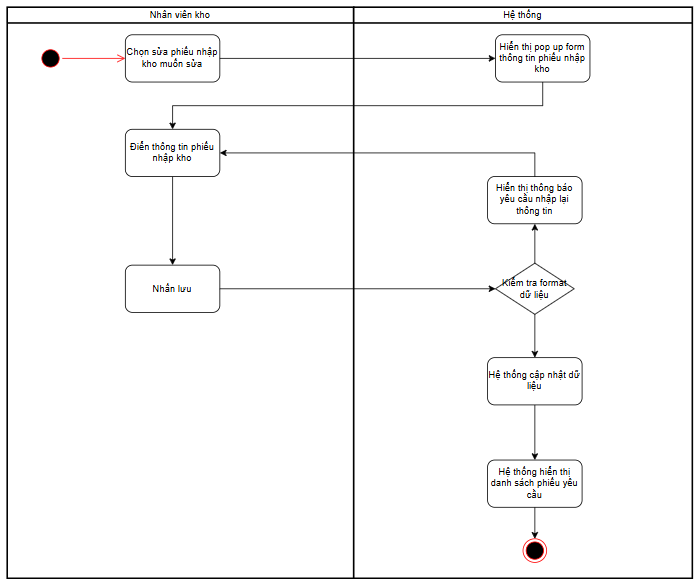 Nhân viên kho
Hệ thống
Chọn sửa phiếu nhập
kho muốn sửa
Hiển thị pop up form
thông tin phiếu nhập
kho
Điền thông tin phiếu
nhập kho
Hiển thị thông báo
yêu cầu nhập lại
thông tin
Nhấn lưu
Kiểm tra format
dữ liệu
Hệ thống cập nhật dữ
liệu
Hệ thống hiển thị
danh sách phiếu yêu
cầu